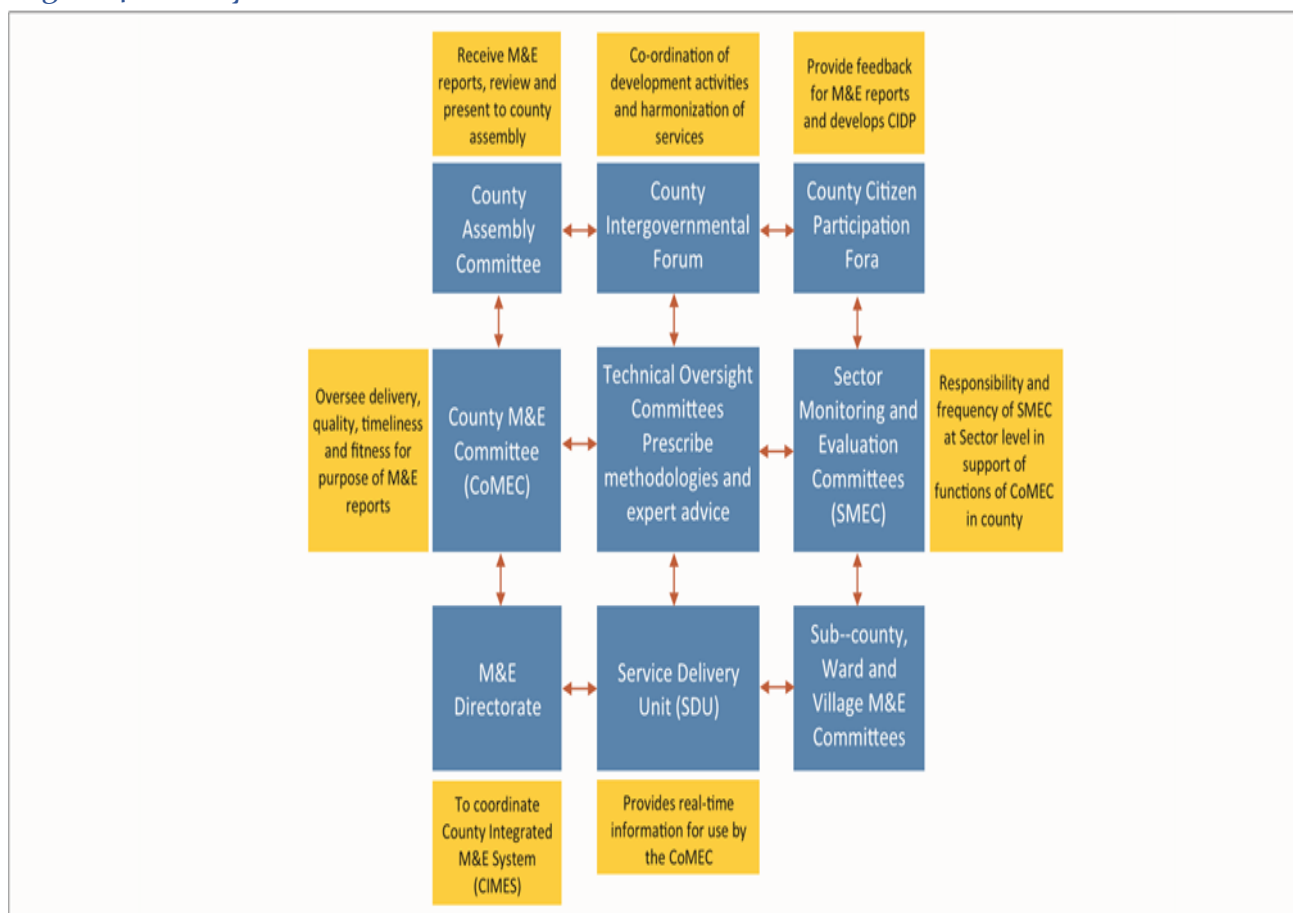 Receive M&E
reports, review and
present to county
assembly
Co-ordination of
development activities
and harmonization of
services
Provide feedback
for M&E reports
and develops CIDP
County
Assembly
Committee
County
Intergovernmental
Forum
County Citizen
Participation
Fora
Oversee delivery,
quality, timeliness
and fitness for
purpose of M&E
reports
County M&E
Committee
(CoMEC)
Technical Oversight
Committees
Prescribe
methodologies and
expert advice
Sector
Monitoring and
Evaluation
Committees
(SMEC)
Responsibility and
frequency of SMEC
at Sector level in
support of
functions of CoMEC
in county
M&E
Directorate
Service Delivery
Unit (SDU)
Sub--county,
Ward and
Village M&E
Committees
To coordinate
County Integrated
M&E System
(CIMES)
Provides real-time
information for use by
the CoMEC